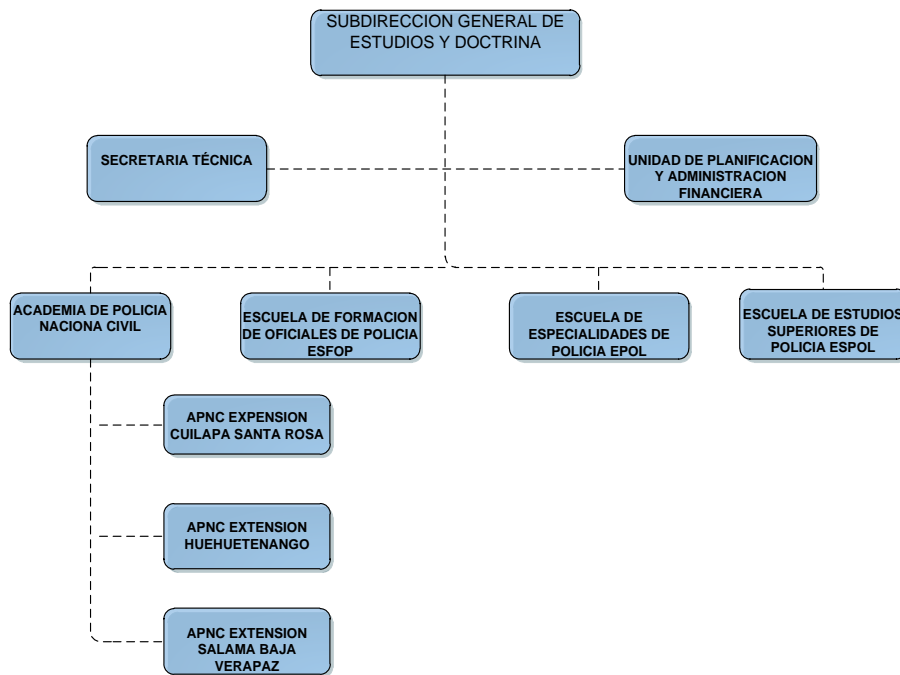 SUBDIRECCION GENERAL DE
ESTUDIOS Y DOCTRINA
SECRETARIA TÉCNICA
UNIDAD DE PLANIFICACION
Y ADMINISTRACION
FINANCIERA
ACADEMIA DE POLICIA
NACIONA CIVIL
ESCUELA DE FORMACION
DE OFICIALES DE POLICIA
ESFOP
ESCUELA DE
ESPECIALIDADES DE
POLICIA EPOL
ESCUELA DE ESTUDIOS
SUPERIORES DE
POLICIA ESPOL
APNC EXPENSION
CUILAPA SANTA ROSA
APNC EXTENSION
HUEHUETENANGO
APNC EXTENSION
SALAMA BAJA
VERAPAZ